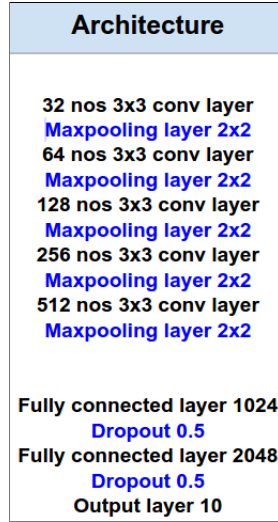 Architecture
32 nos 3x3 conv layer
Maxpooling layer 2x2
64 nos 3x3 conv layer
Maxpooling layer 2x2
128 nos 3x3 conv layer
Maxpooling layer 2x2
256 nos 3x3 conv layer
Maxpooling layer 2x2
512 nos 3x3 conv layer
Maxpooling layer 2x2
Fully connected layer 1024
Dropout 0.5
Fully connected layer 2048
Dropout 0.5
Output layer 10